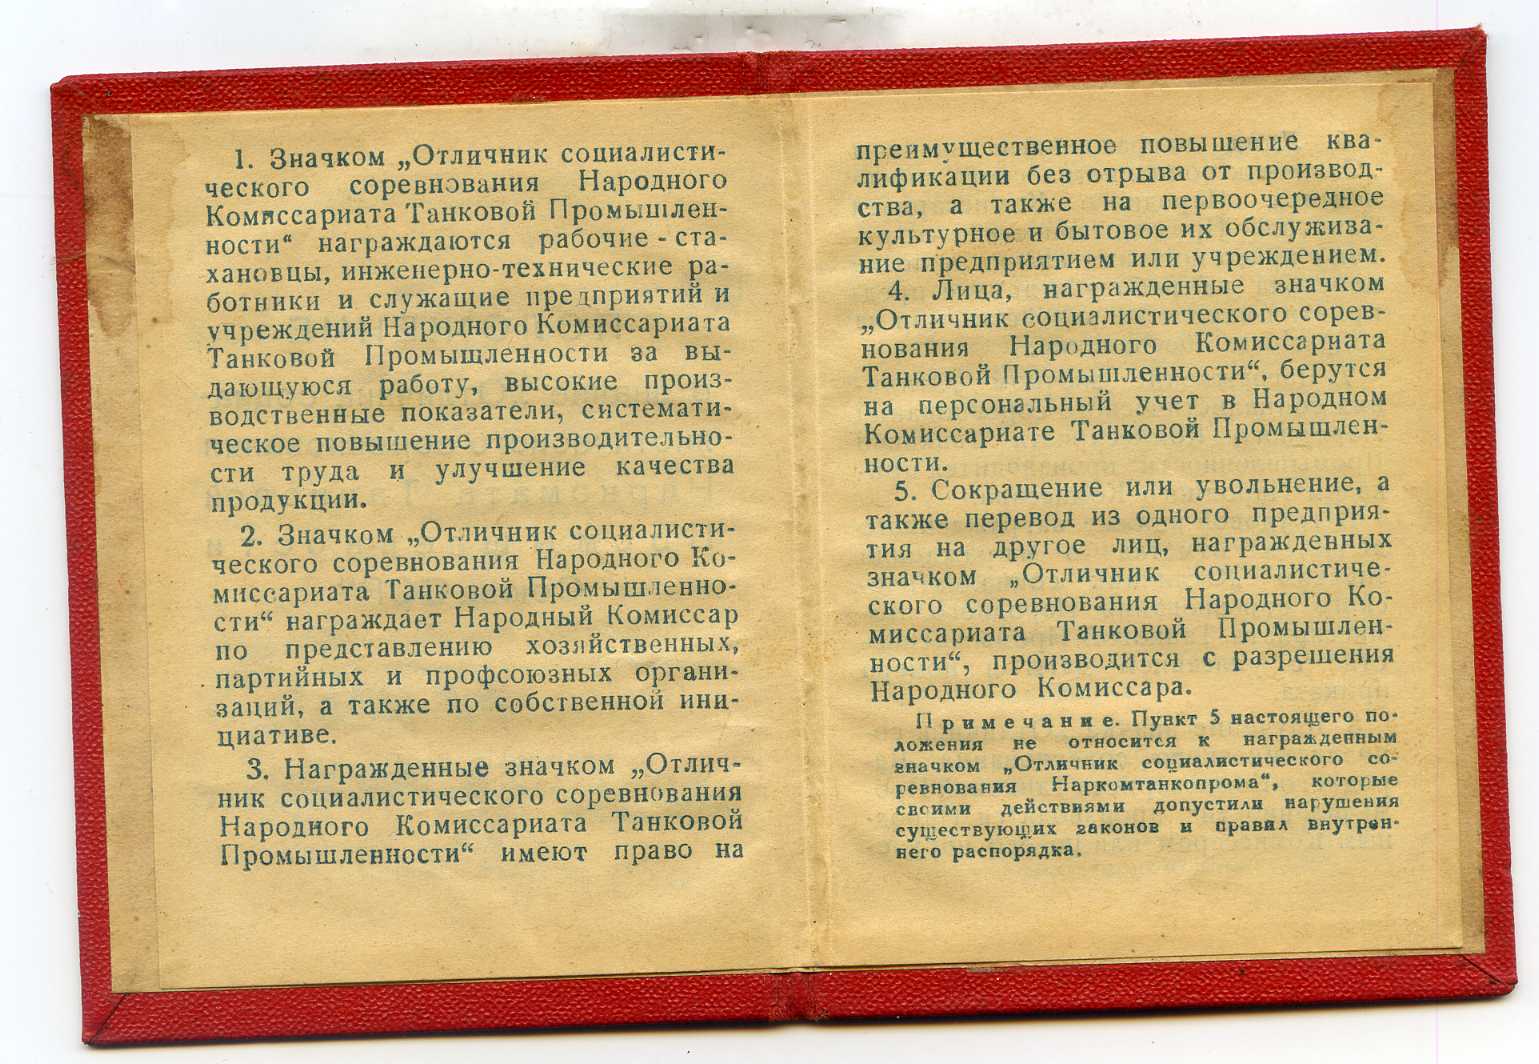 1. Значком „Отличник социалисти-
ческого соревнования Народного
Комиссариата Танковой Промышлен-
ности“ награждаются рабочие - ста-
хановцы, инженерно-технические ра-
ботники и служащие предприятий и
учреждений Народного Комиссариата
Танковой Промышленности за вы-
дающуюся работу, высокие произ-
водственные показатели, системати-
ческое повышение производительно-
сти труда и улучшение качества
продукции.
2. Значком „Отличник социалисти-
ческого соревнования Народного Ко-
миссариата Танковой Промышленно-
сти“ награждает Народный Комиссар
по представлению хозяйственных,
партийных и профсоюзных органи-
заций, а также по собственной ини-
циативе.
3. Награжденные значком „Отлич-
ник социалистического соревнования
Народного Комиссариата Танковой
Промышленности“ имеют право на
преимущественное повышение ква-
лификации без отрыва от производ-
ства, а также на первоочередное
культурное и бытовое их обслужива-
ние предприятием или учреждением.
4. Лица, награжденные значком
„Отличник социалистического сорев-
нования Народного Комиссариата
Танковой Промышленности“, берутся
на персональный учет в Народном
Комиссариате Танковой Промышлен-
ности.
5. Сокращение или увольнение, а
также перевод из одного предприя-
тия на другое лиц, награжденных
значком „Отличник социалистиче-
ского соревнования Народного Ко-
миссариата Танковой Промышлен-
ности“, производится с разрешения
Народного Комиссара.
Примечание. Пункт 5 настоящего по-
ложения не относится к награжденным
значком „Отличник социалистического со-
ревнования Наркомтанкопрома“, которые
своими действиями допустили нарушения
существующих законов и правил внутрен-
него распорядка.